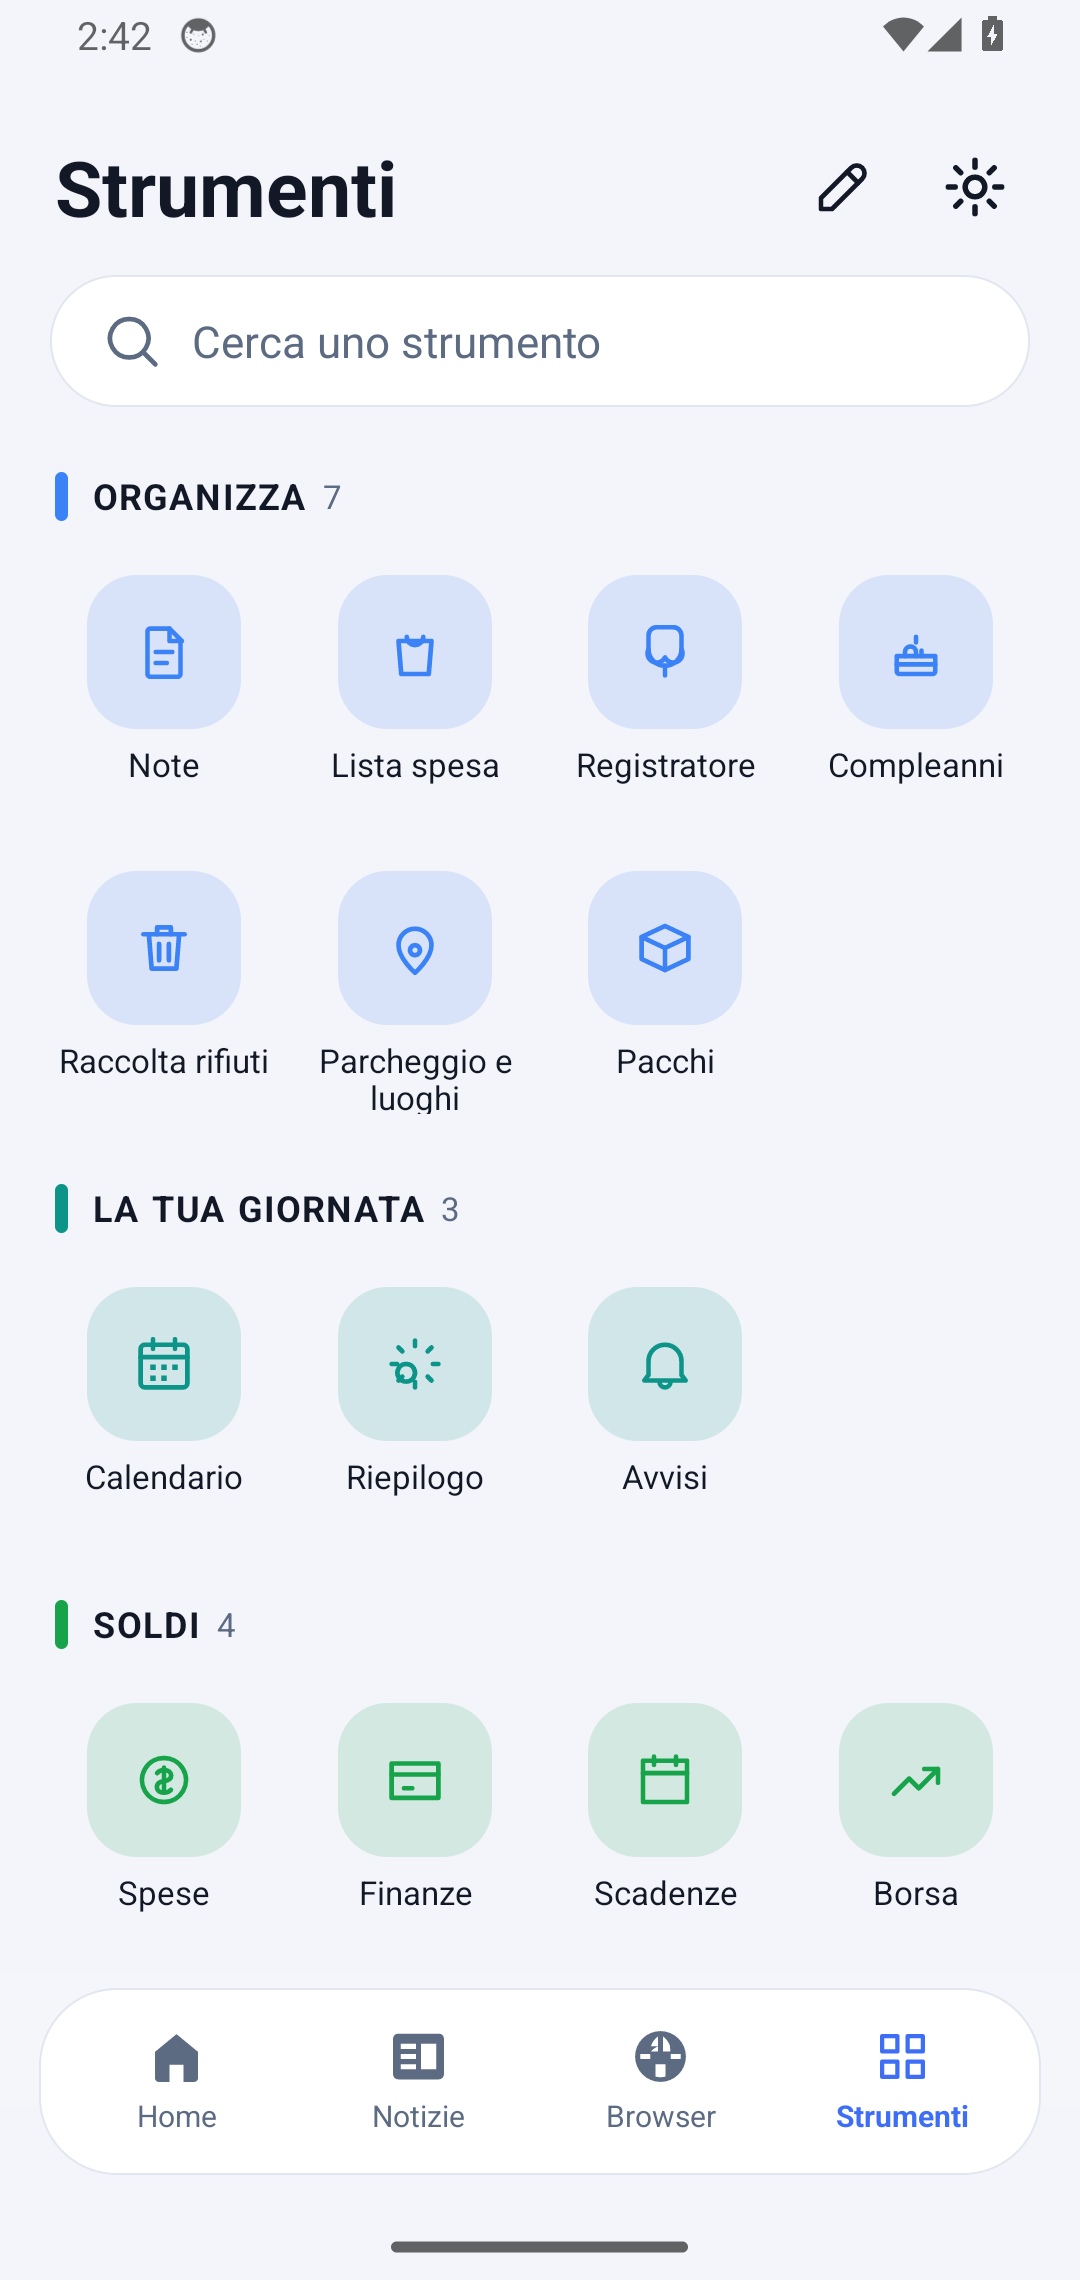 2:42
Strumenti
Cerca uno strumento
ORGANIZZA 7
Note
Lista spesa
Registratore
Compleanni
Raccolta rifiuti
Parcheggio e
luoghi
Pacchi
LA TUA GIORNATA 3
Calendario
Riepilogo
Avvisi
SOLDI 4
Spese
Finanze
Scadenze
Borsa
Home
Notizie
Browser
Strumenti